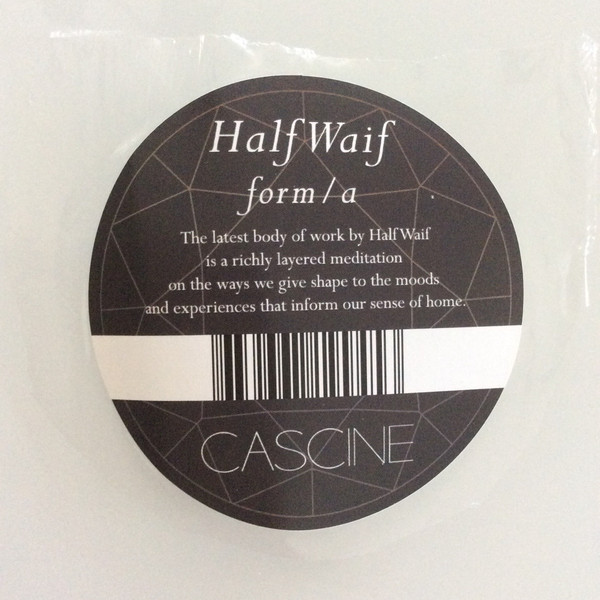 Half Waif
form/a
The latest body of work by Half Waif
is a richly layered meditation
on the ways we give shape to the moods
and experiences that inform our sense of home.
CASCINE